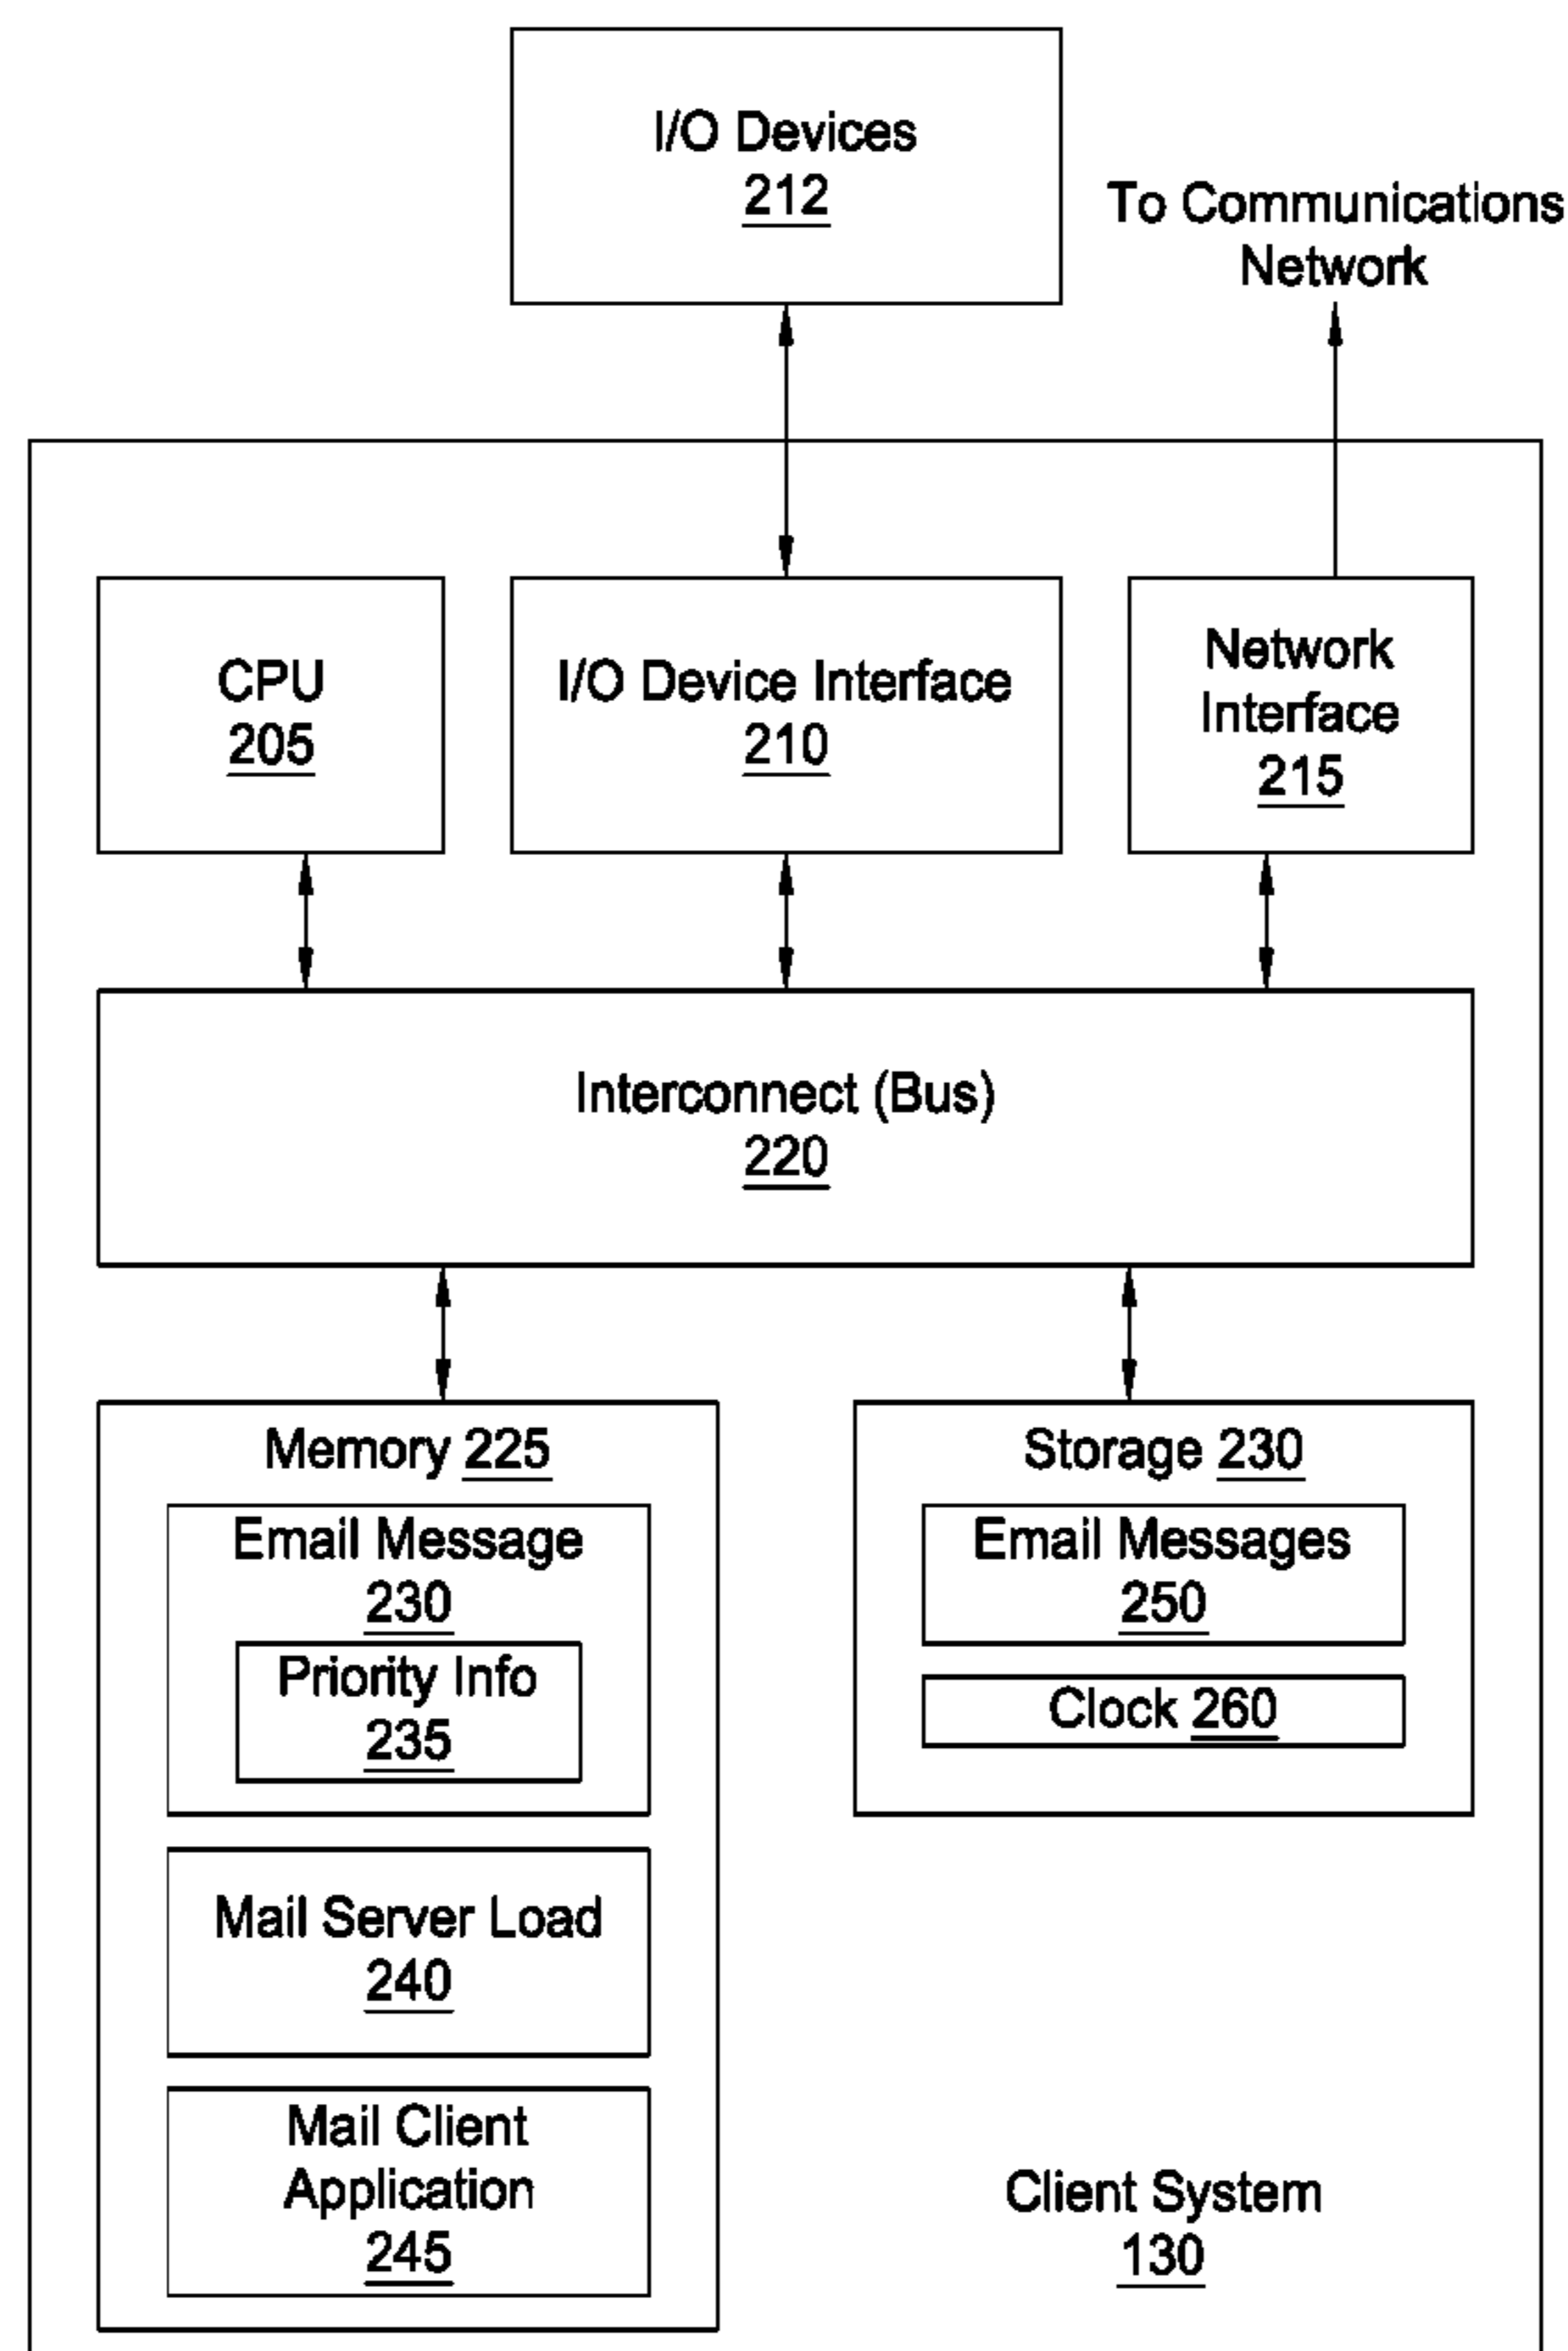 I/O Devices
212
To Communications
Network
CPU
205
I/O Device Interface
210
Network
Interface
215
Interconnect (Bus)
220
Memory 225
Email Message
230
Priority Info
235
Mail Server Load
240
Mail Client
Application
245
Storage 230
Email Messages
250
Clock 260
Client System
130